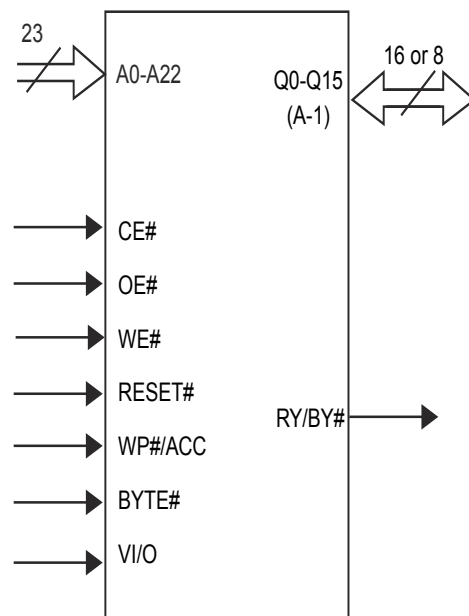 23
A0-A22
16 or 8
Q0-Q15
(A-1)
CE#
OE#
WE#
RESET#
RY/BY#
WP#/ACC
BYTE#
VI/O